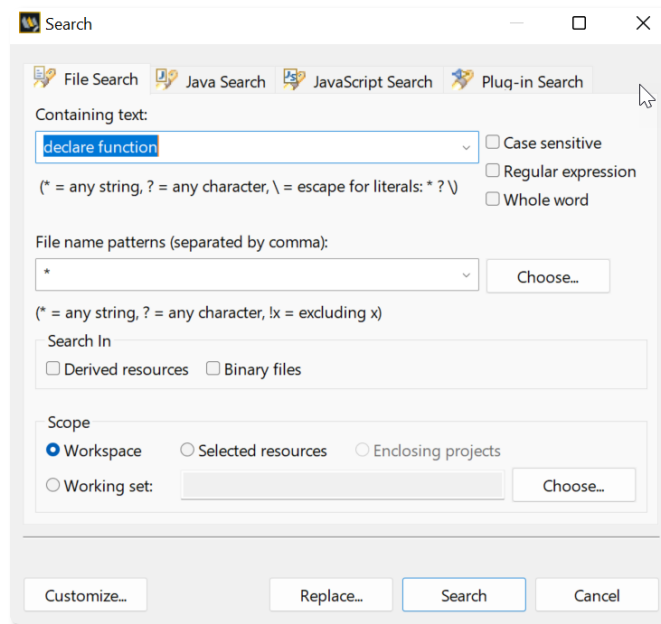 Search
File Search Java Search JavaScript Search Plug-in Search
Containing text:
declare function
Case sensitive
(* = any string, ? = any character, \ = escape for literals: * ? \)
Regular expression
Whole word
File name patterns (separated by comma):
*
Choose...
(* = any string, ? = any character, !x = excluding x)
Search In
Derived resources Binary files
Scope
Workspace Selected resources Enclosing projects
Working set: Choose...
Customize... Replace... Search Cancel